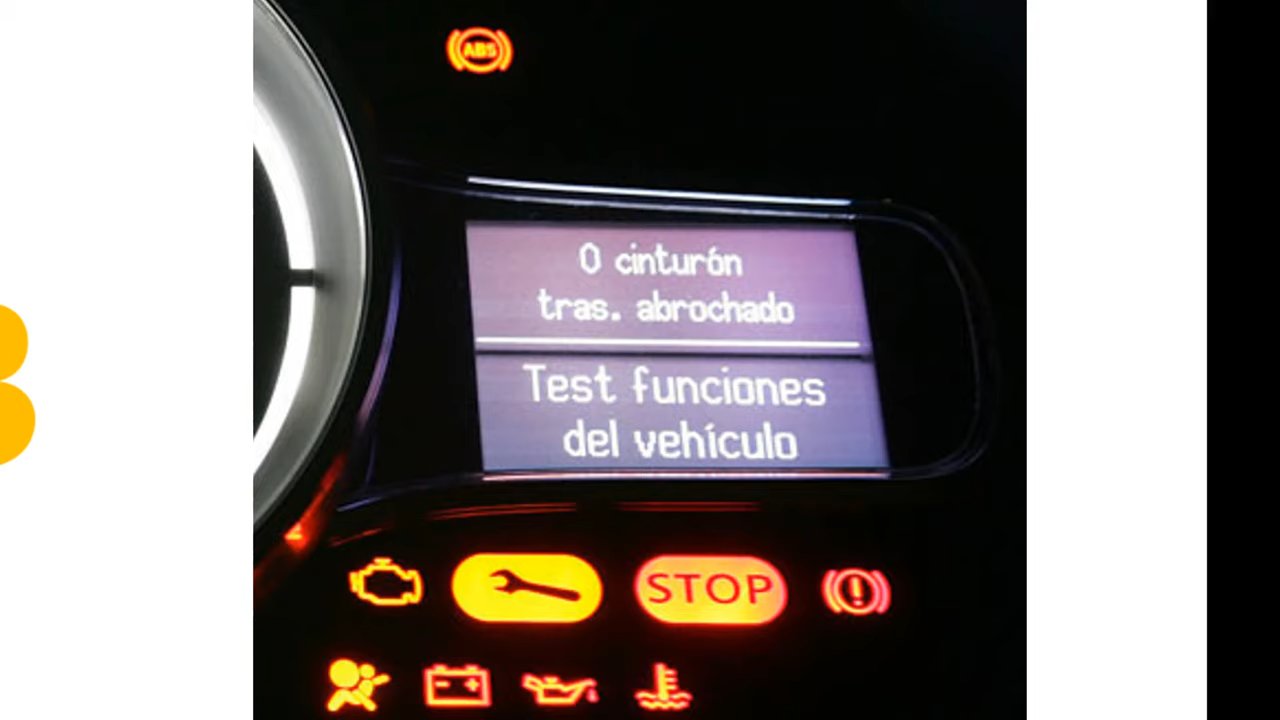 ABS
0 cinturón
tras. abrochado
Test funciones
del vehículo
STOP